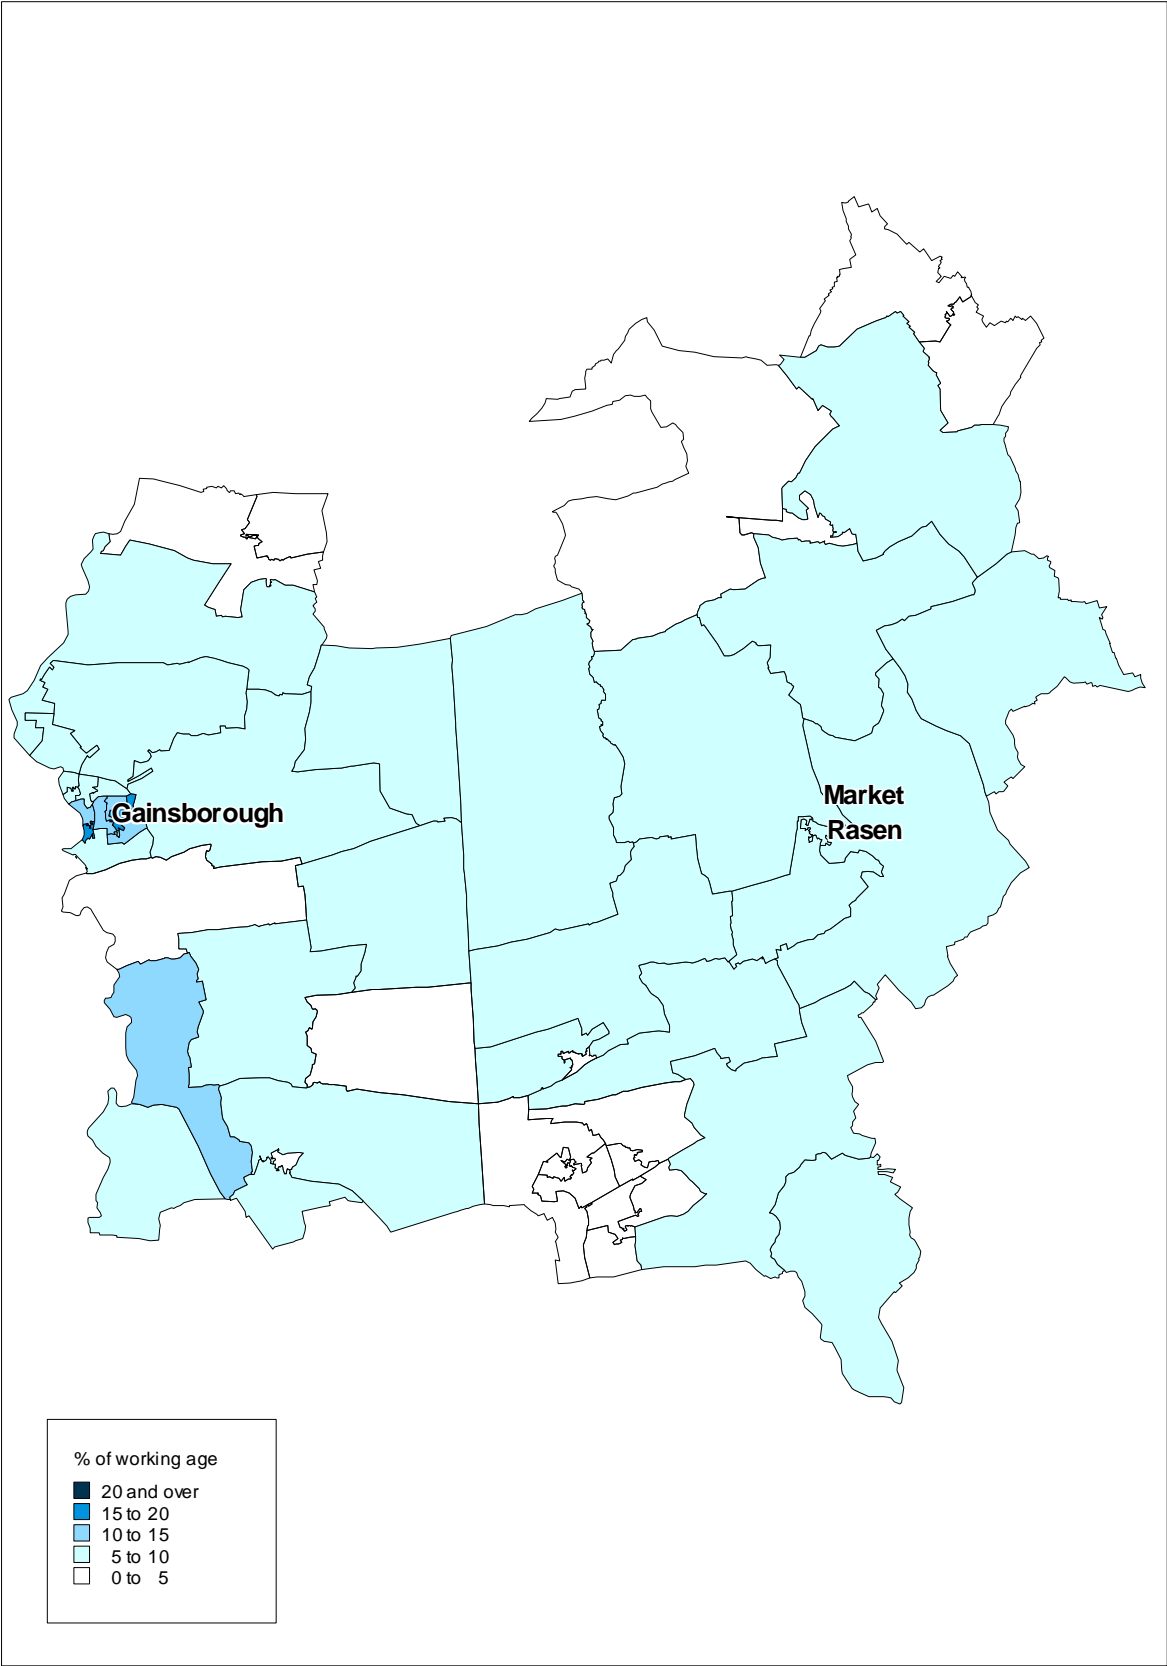 Market
Gainsborough
Rasen
% of working age
20 and over
15 to 20
10 to 15
5 to 10
0 to 5